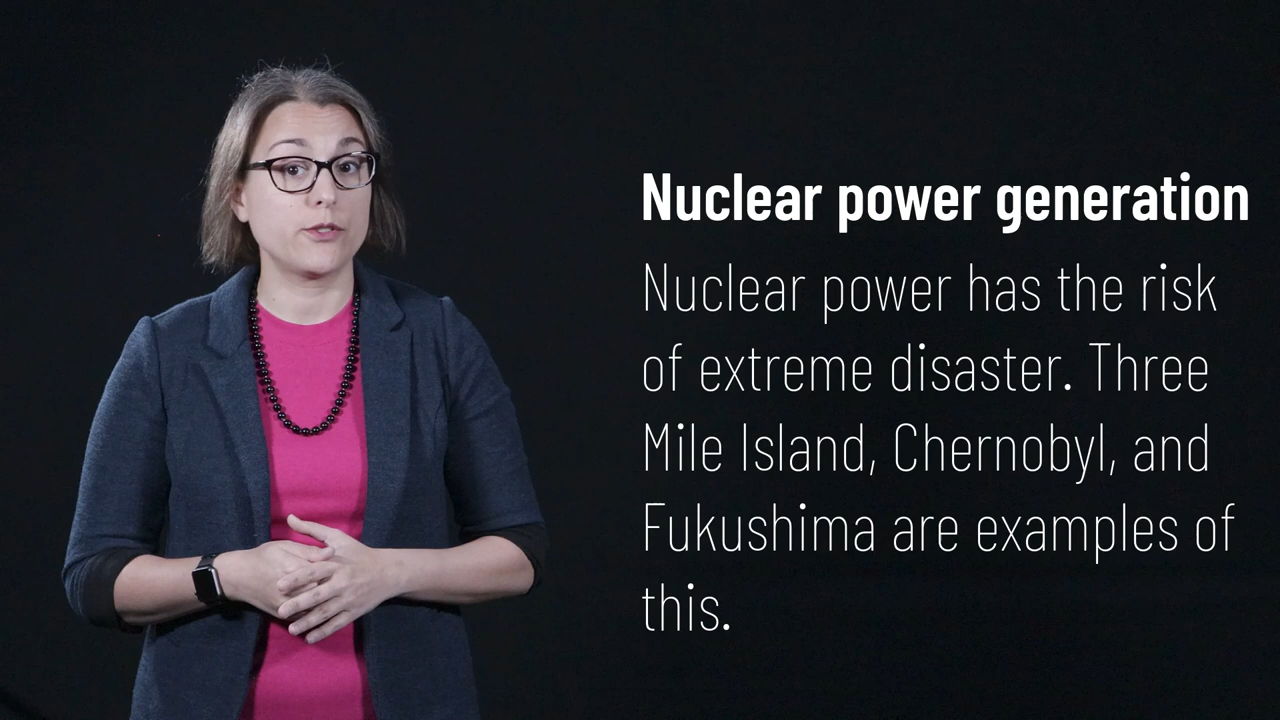 Nuclear power generation
Nuclear power has the risk
of extreme disaster. Three
Mile Island, Chernobyl, and
Fukushima are examples of
this.